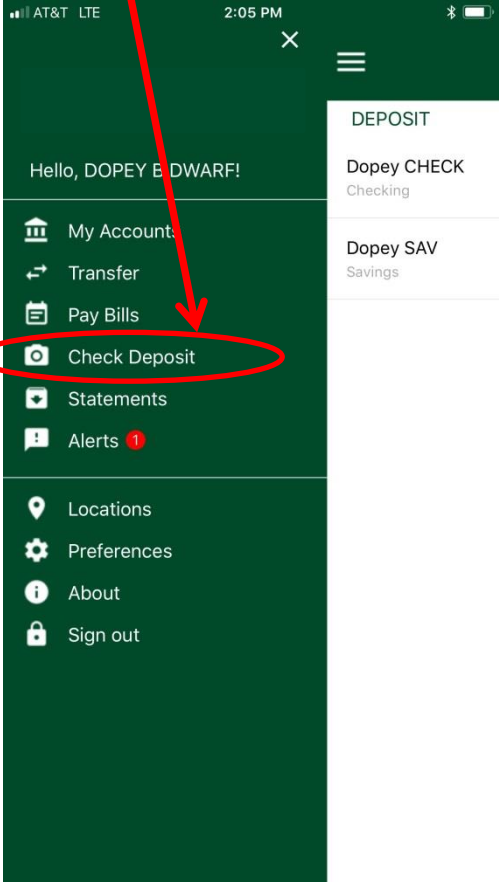 AT&T LTE 2:05 PM
Hello, DOPEY B DWARF!
My Accounts
Transfer
Pay Bills
Check Deposit
Statements
Alerts 1
Locations
Preferences
About
Sign out
DEPOSIT
Dopey CHECK
Checking
Dopey SAV
Savings